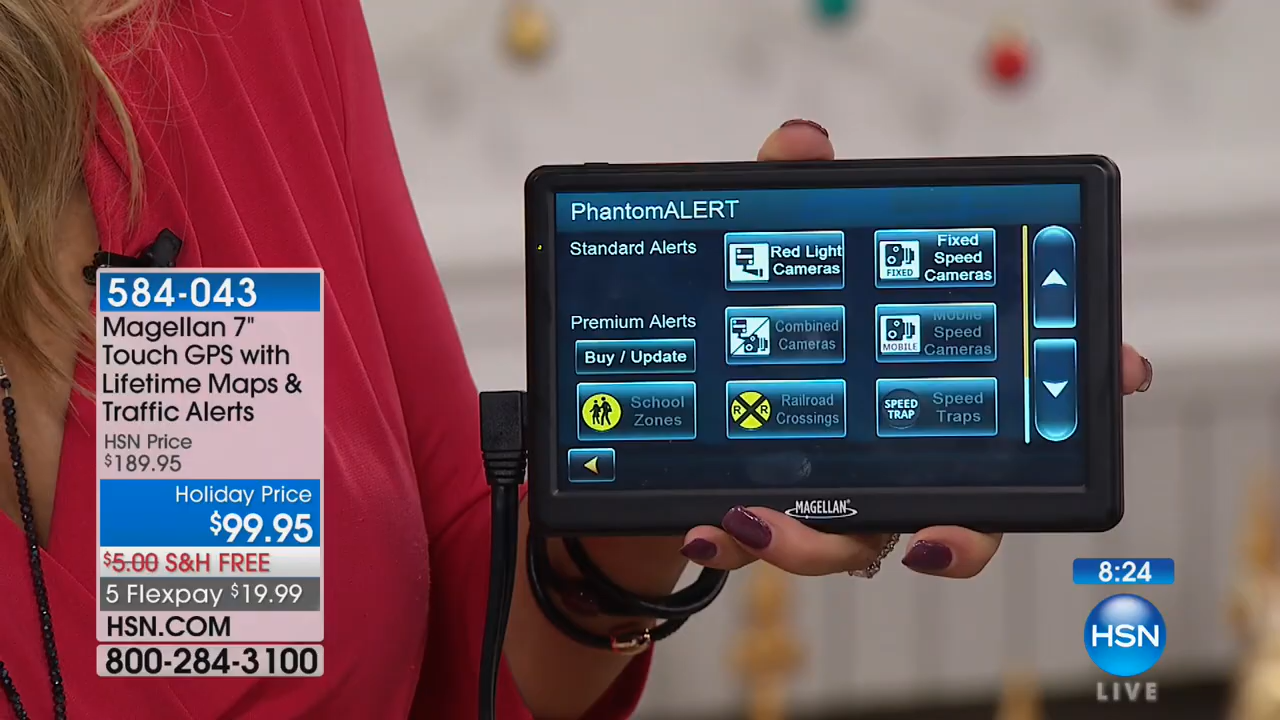 584-043
Magellan 7"
Touch GPS with
Lifetime Maps &
Traffic Alerts
HSN Price
$189.95
Holiday Price
$99.95
$5.00 S&H FREE
5 Flexpay $19.99
HSN.COM
800-284-3100
PhantomALERT
Standard Alerts
Red Light
Cameras
FIXED
Fixed
Speed
Cameras
Premium Alerts
Buy / Update
Combined
Cameras
MOBILE
Mobile
Speed
Cameras
School
Zones
R R
Railroad
Crossings
SPEED
TRAP
Speed
Traps
MAGELLAN®
8:24
HSN
LIVE